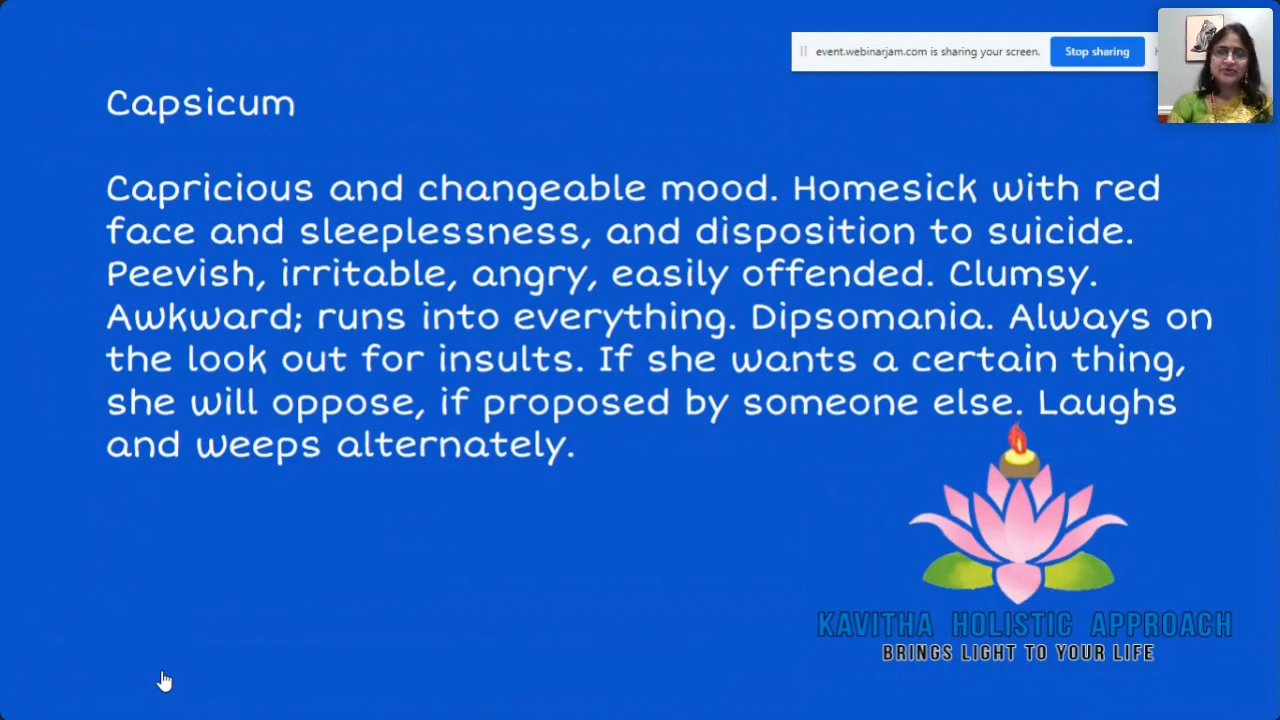 event.webinarjam.com is sharing your screen. Stop sharing
Capsicum
Capricious and changeable mood. Homesick with red
face and sleeplessness, and disposition to suicide.
Peevish, irritable, angry, easily offended. Clumsy.
Awkward; runs into everything. Dipsomania. Always on
the look out for insults. If she wants a certain thing,
she will oppose, if proposed by someone else. Laughs
and weeps alternately.
KAVITHA HOLISTIC APPROACH
BRINGS LIGHT TO YOUR LIFE